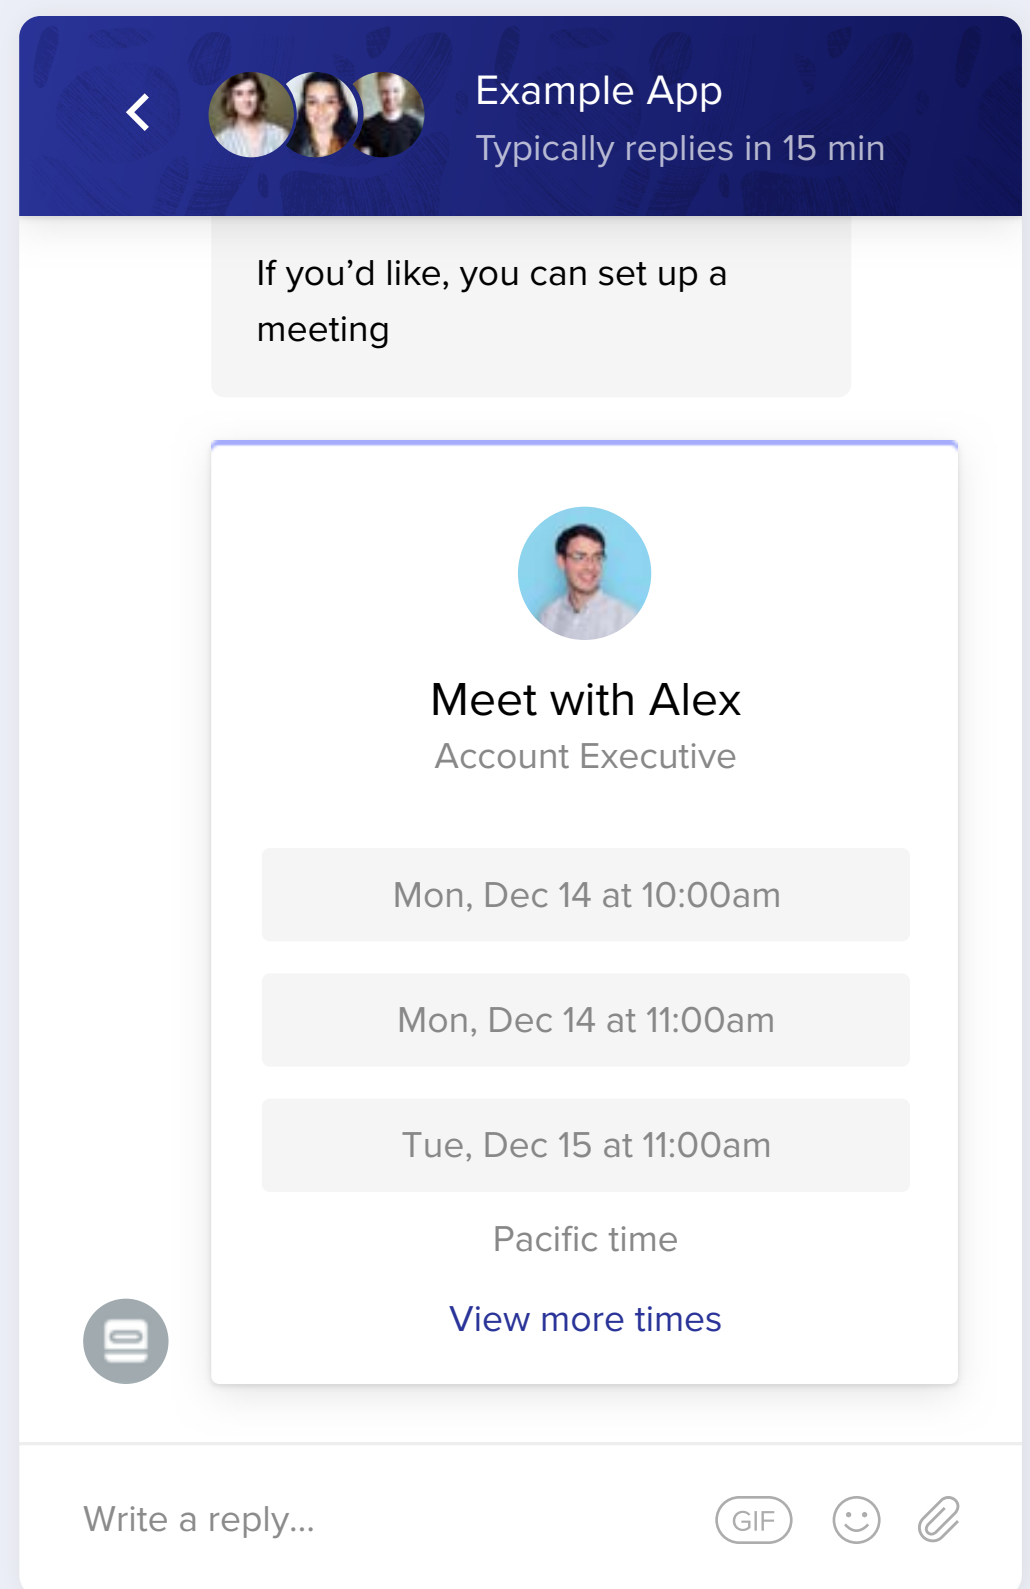 Example App
Typically replies in 15 min
If you’d like, you can set up a
meeting
Meet with Alex
Account Executive
Mon, Dec 14 at 10:00am
Mon, Dec 14 at 11:00am
Tue, Dec 15 at 11:00am
Pacific time
View more times
Write a reply...
GIF